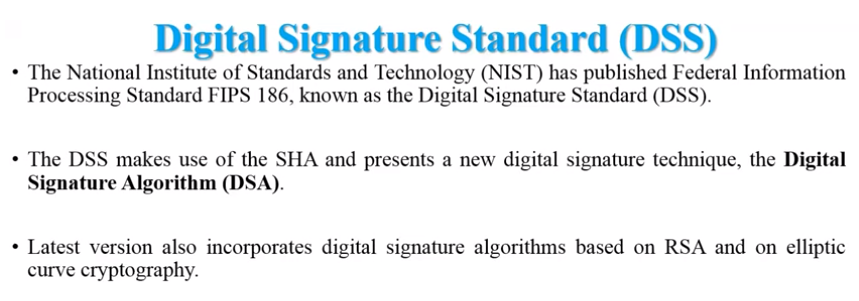 Digital Signature Standard (DSS)
• The National Institute of Standards and Technology (NIST) has published Federal Information
Processing Standard FIPS 186, known as the Digital Signature Standard (DSS).
• The DSS makes use of the SHA and presents a new digital signature technique, the Digital
Signature Algorithm (DSA).
• Latest version also incorporates digital signature algorithms based on RSA and on elliptic
curve cryptography.